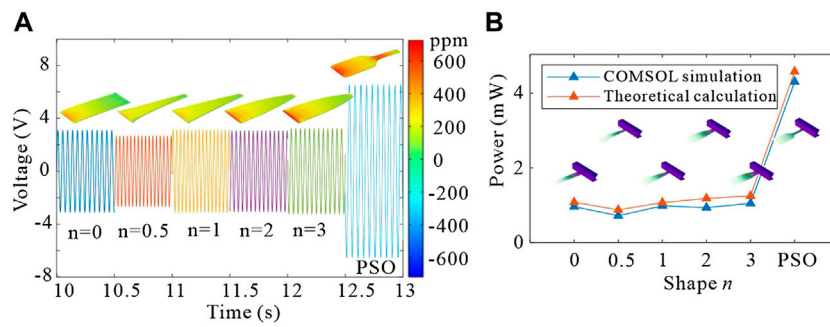 A
ppm
8
4
0
-4
-8
Voltage (V)
n=0
n=0.5
n=1
n=2
n=3
PSO
10
10.5
11
11.5
12
12.5
13
Time (s)
600
400
200
0
-200
-400
-600
B
COMSOL simulation
Theoretical calculation
4
2
0
Power (mW)
0
0.5
1
2
3
PSO
Shape n